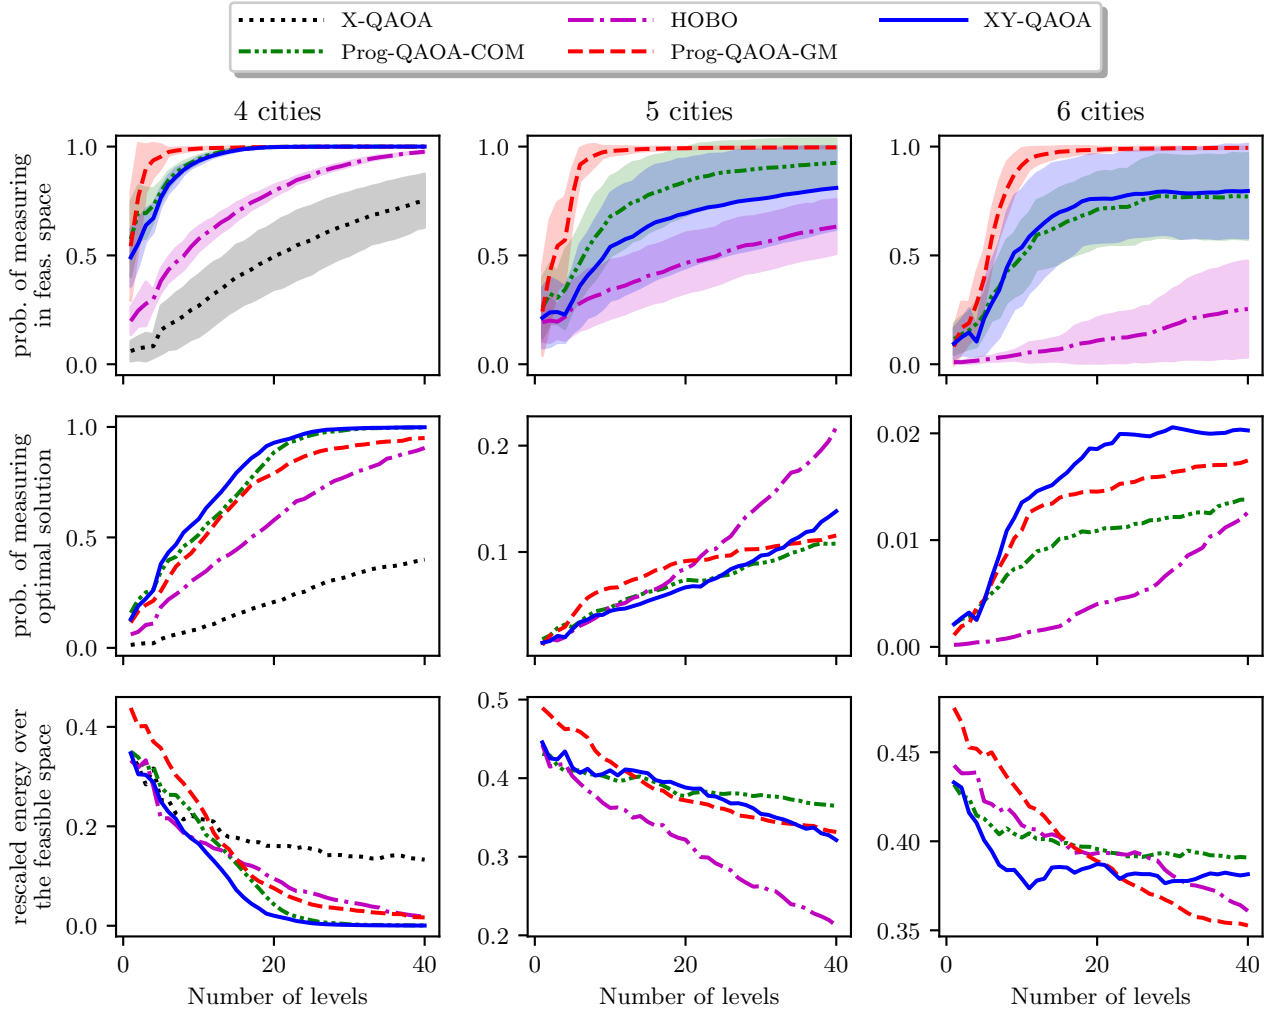 X-QAOA HOBO XY-QAOA
Prog-QAOA-COM Prog-QAOA-GM
4 cities 5 cities 6 cities
prob. of measuring
in feas. space
1.0 1.0 1.0
0.5 0.5 0.5
0.0 0.0 0.0
prob. of measuring
optimal solution
1.0 0.2 0.02
0.5 0.1 0.01
0.0 0.00
rescaled energy over
the feasible space
0.4 0.5 0.45
0.2 0.4 0.40
0.0 0.3 0.35
0.2
0 20 40 0 20 40 0 20 40
Number of levels Number of levels Number of levels